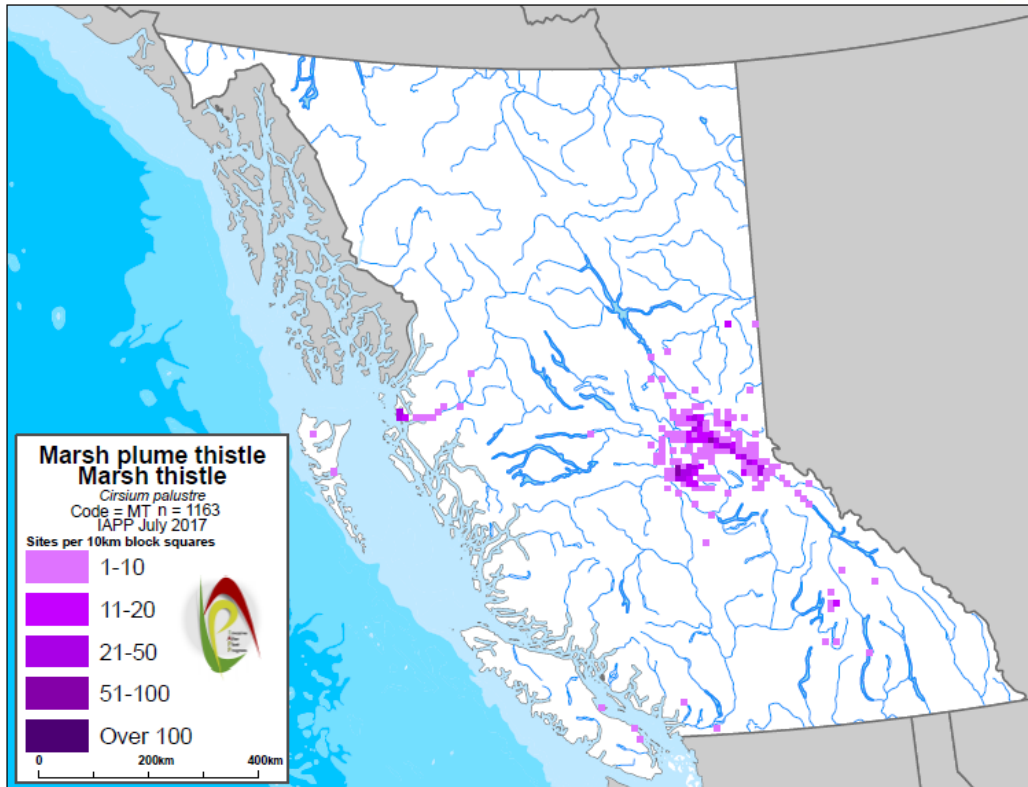 Marsh plume thistle
Marsh thistle
Cirsium palustre
Code = MT n = 1163
IAPP July 2017
Sites per 10km block squares
1-10
11-20
21-50
51-100
Over 100
0 200km 400km